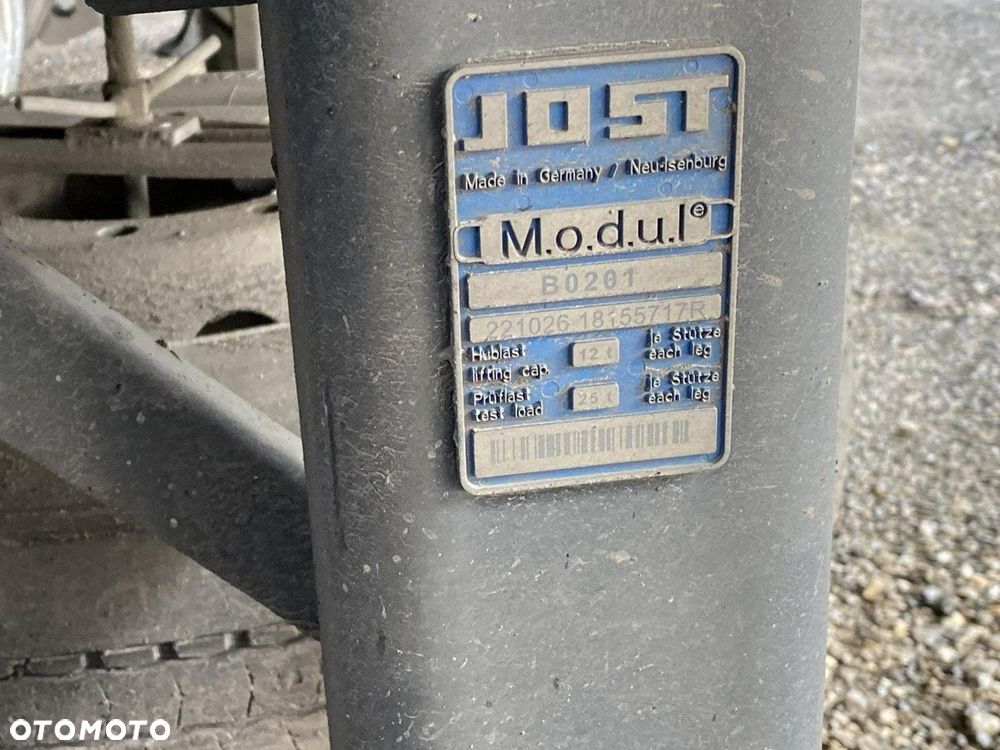 JOST
Made in Germany / Neu-Isenburg
M.o.d.u.l®
B0201
221026-18155717R
Hublast 12 t je Stütze
lifting cap. each leg
Prüflast 25 t je Stütze
test load each leg
OTOMOTO